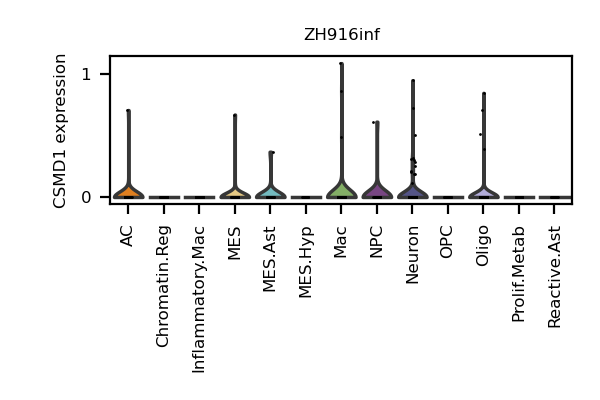 ZH916inf
CSMD1 expression
1
0
AC
Chromatin.Reg
Inflammatory.Mac
MES
MES.Ast
MES.Hyp
Mac
NPC
Neuron
OPC
Oligo
Prolif.Metab
Reactive.Ast